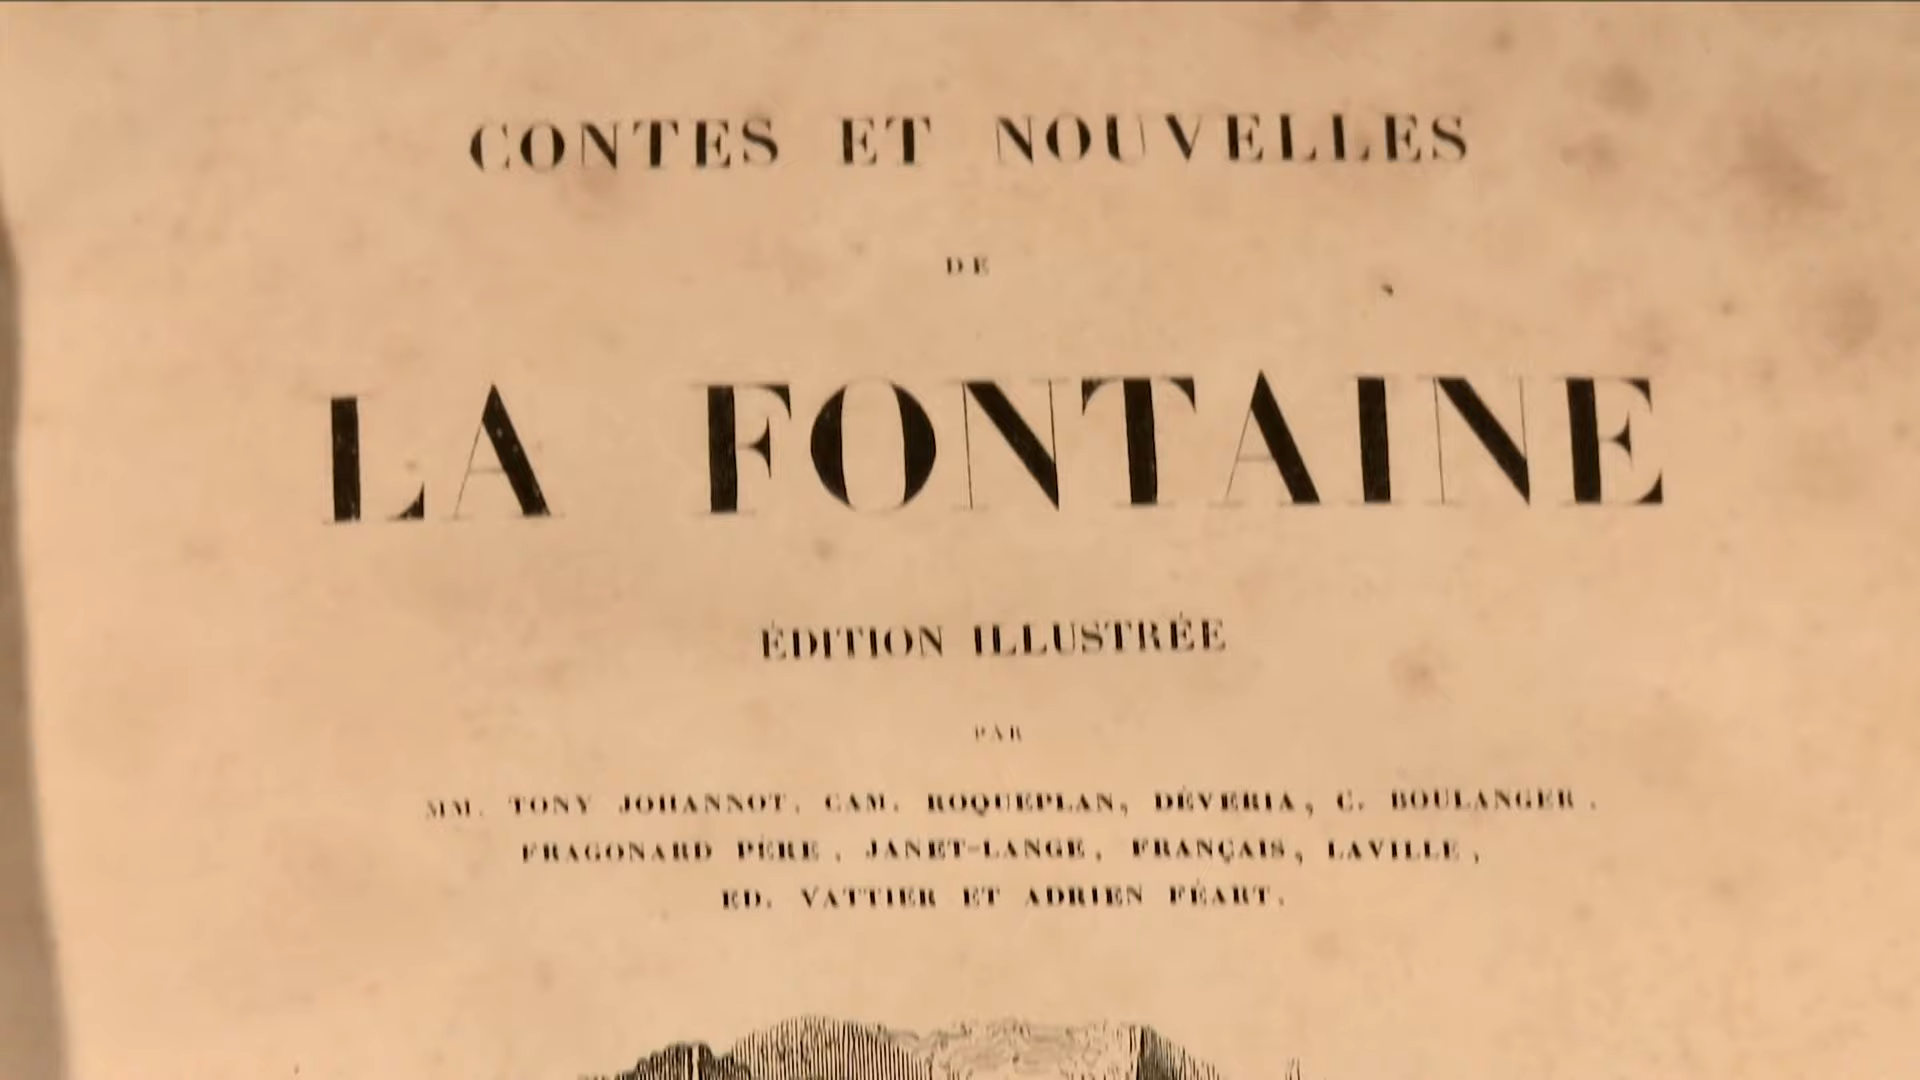 CONTES ET NOUVELLES
DE
LA FONTAINE
ÉDITION ILLUSTRÉE
PAR
MM. TONY JOHANNOT, CAM. ROQUEPLAN, DÉVÉRIA, C. BOULANGER,
FRAGONARD PÈRE, JANET-LANGE, FRANÇAIS, LAVILLE,
ED. VATTIER ET ADRIEN FÉART.